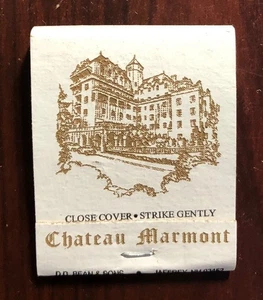 CLOSE COVER • STRIKE GENTLY
Chateau Marmont